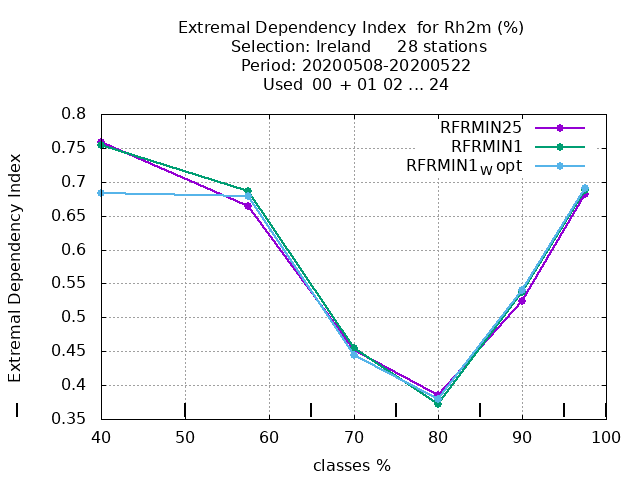 Extremal Dependency Index  for Rh2m (%)
Selection: Ireland     28 stations
Period: 20200508-20200522
Used  00 + 01 02 ... 24
RFRMIN25
RFRMIN1
RFRMIN1W opt
Extremal Dependency Index
0.8
0.75
0.7
0.65
0.6
0.55
0.5
0.45
0.4
0.35
40 50 60 70 80 90 100
classes %